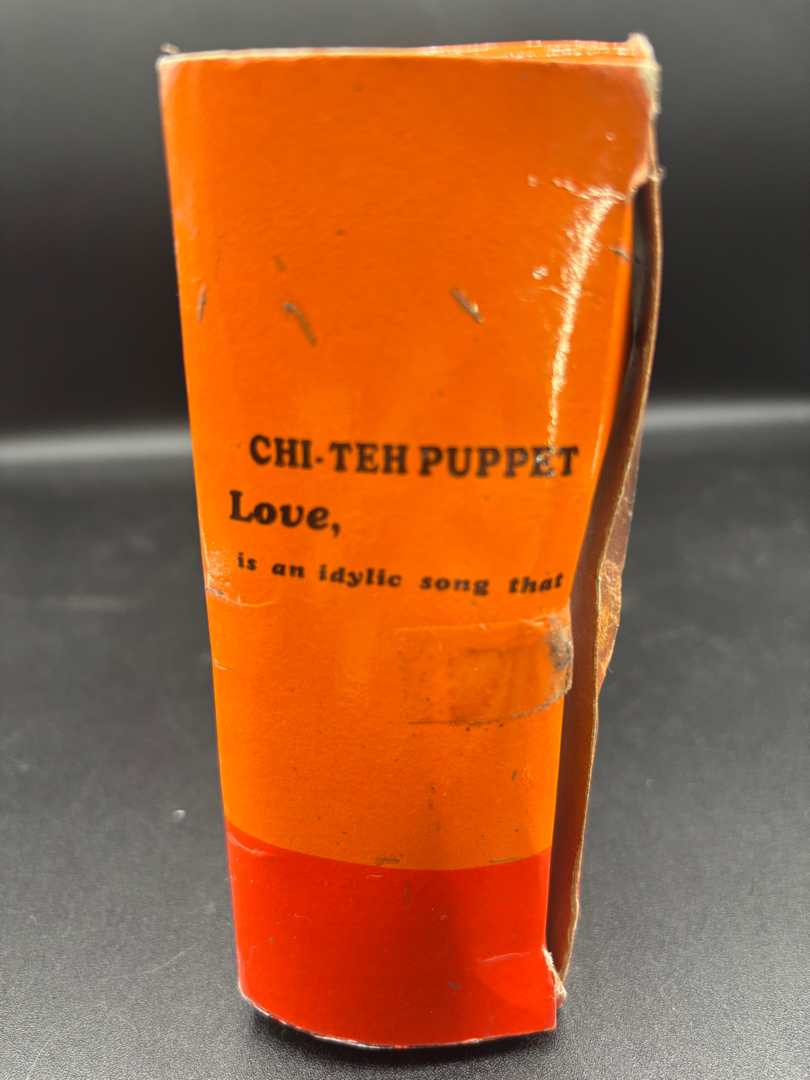 CHI-TEH PUPPET
Love,
is an idylic song that